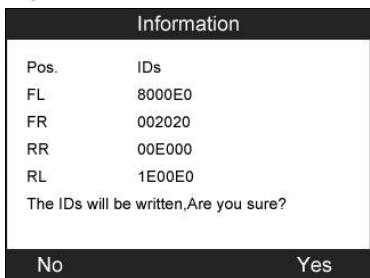 Information
Pos. IDs
FL 8000E0
FR 002020
RR 00E000
RL 1E00E0
The IDs will be written,Are you sure?
No Yes